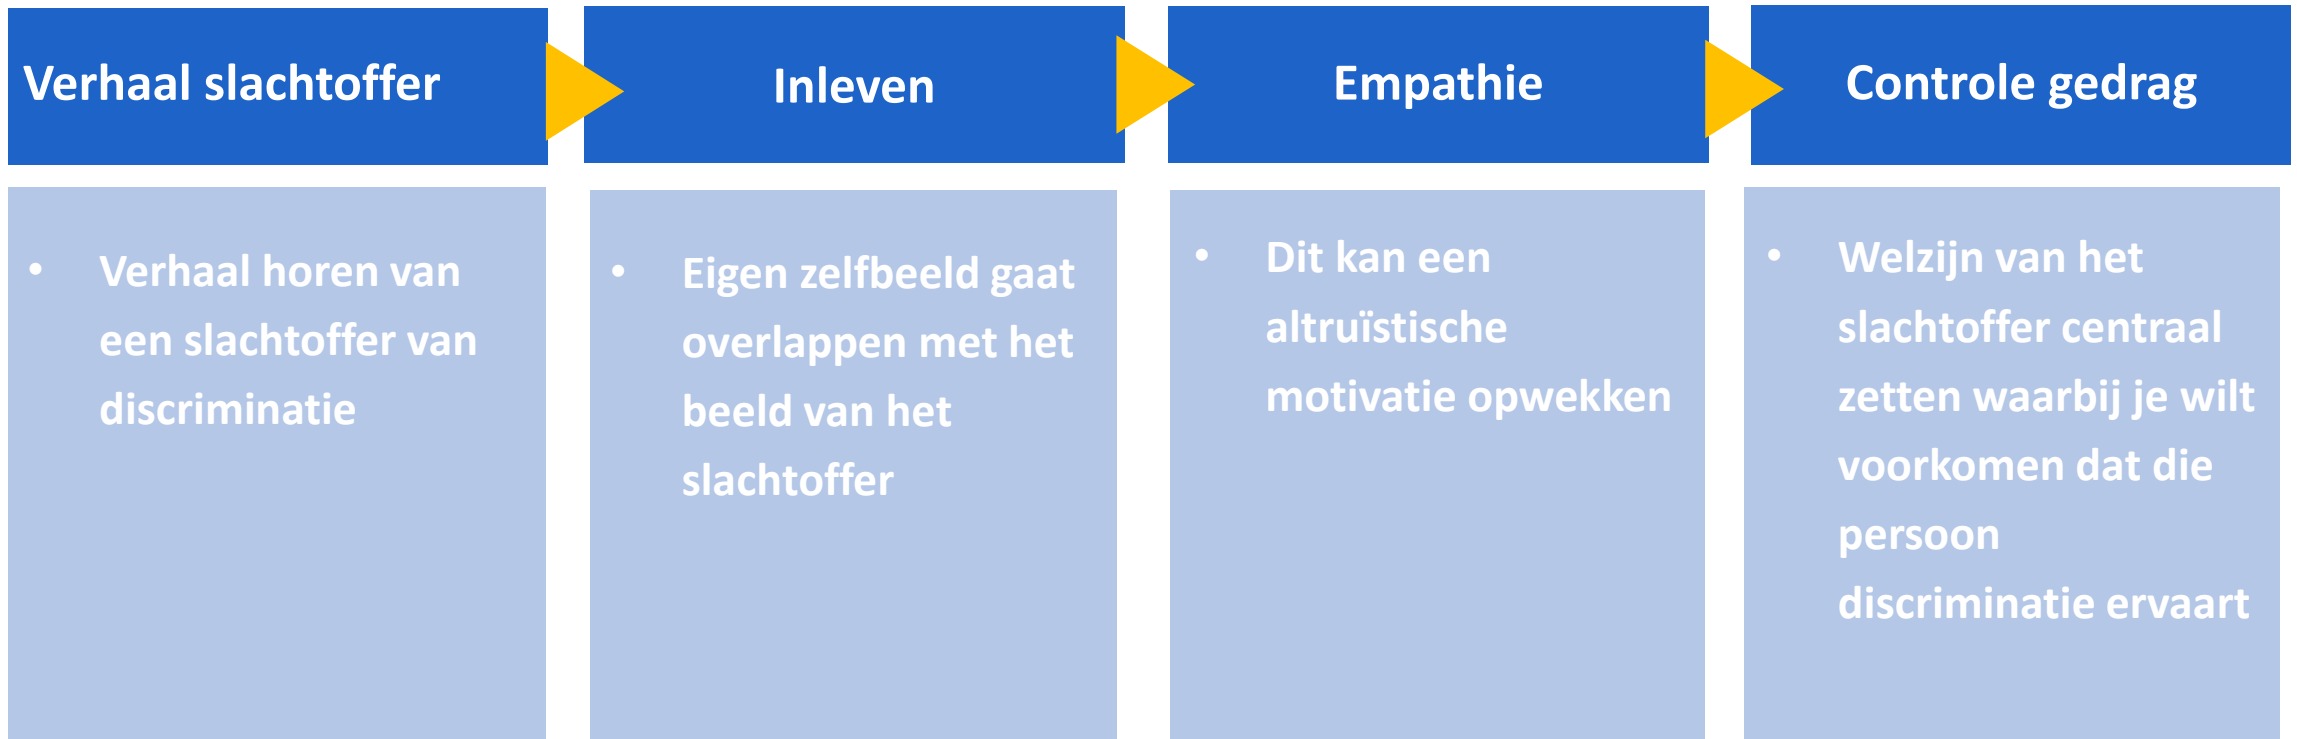 Verhaal slachtoffer
Inleven
Empathie
Controle gedrag
• Verhaal horen van
een slachtoffer van
discriminatie
• Eigen zelfbeeld gaat
overlappen met het
beeld van het
slachtoffer
• Dit kan een
altruïstische
motivatie opwekken
• Welzijn van het
slachtoffer centraal
zetten waarbij je wilt
voorkomen dat die
persoon
discriminatie ervaart